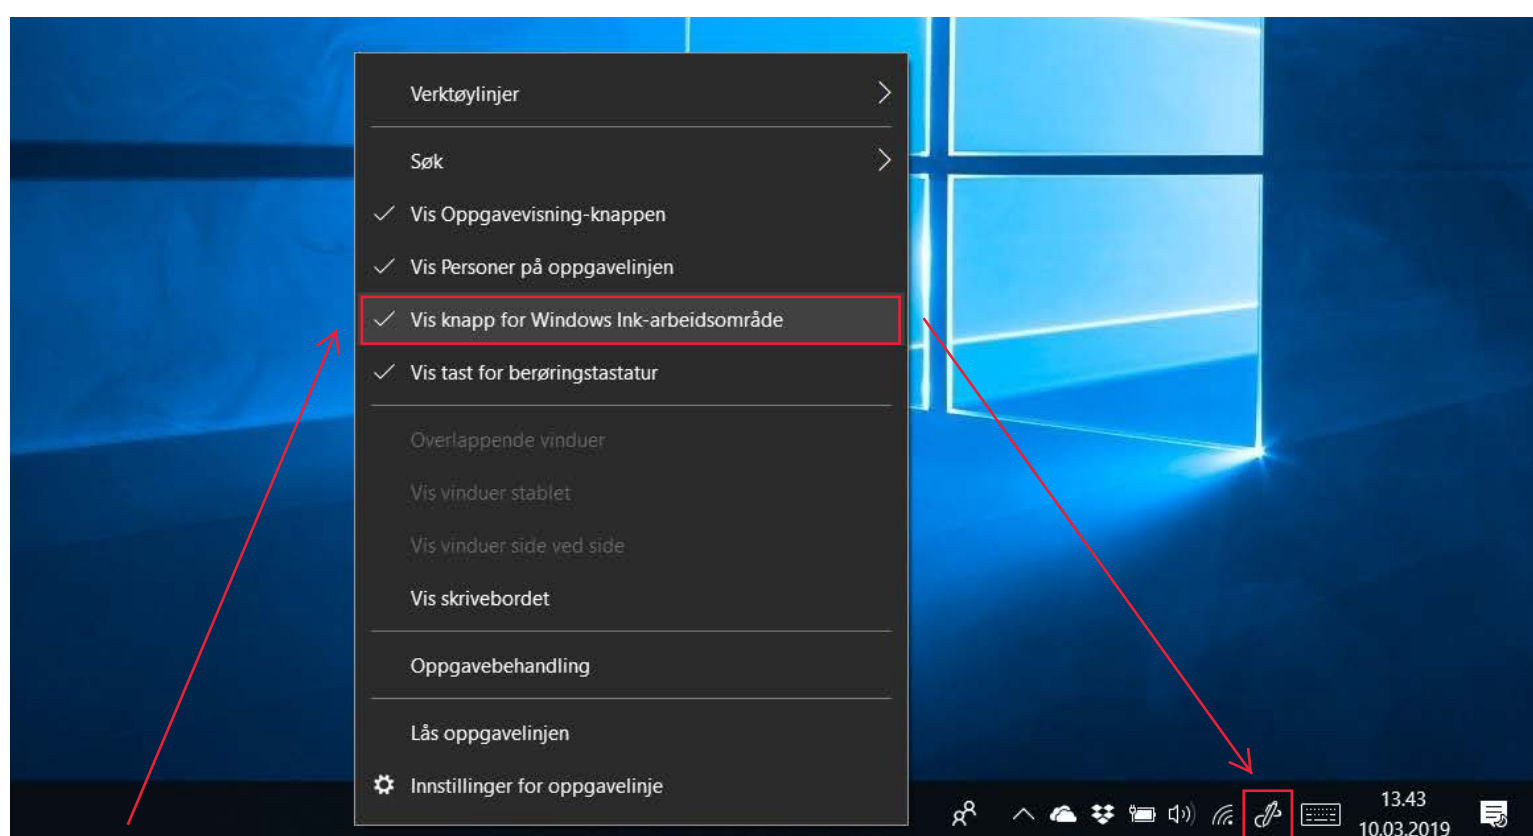 Verktøylinjer
Søk
Vis Oppgavevisning-knappen
Vis Personer på oppgavelinjen
Vis knapp for Windows Ink-arbeidsområde
Vis tast for berøringstastatur
Overlappende vinduer
Vis vinduer stablet
Vis vinduer side ved side
Vis skrivebordet
Oppgavebehandling
Lås oppgavelinjen
Innstillinger for oppgavelinje
13.43
10.03.2019